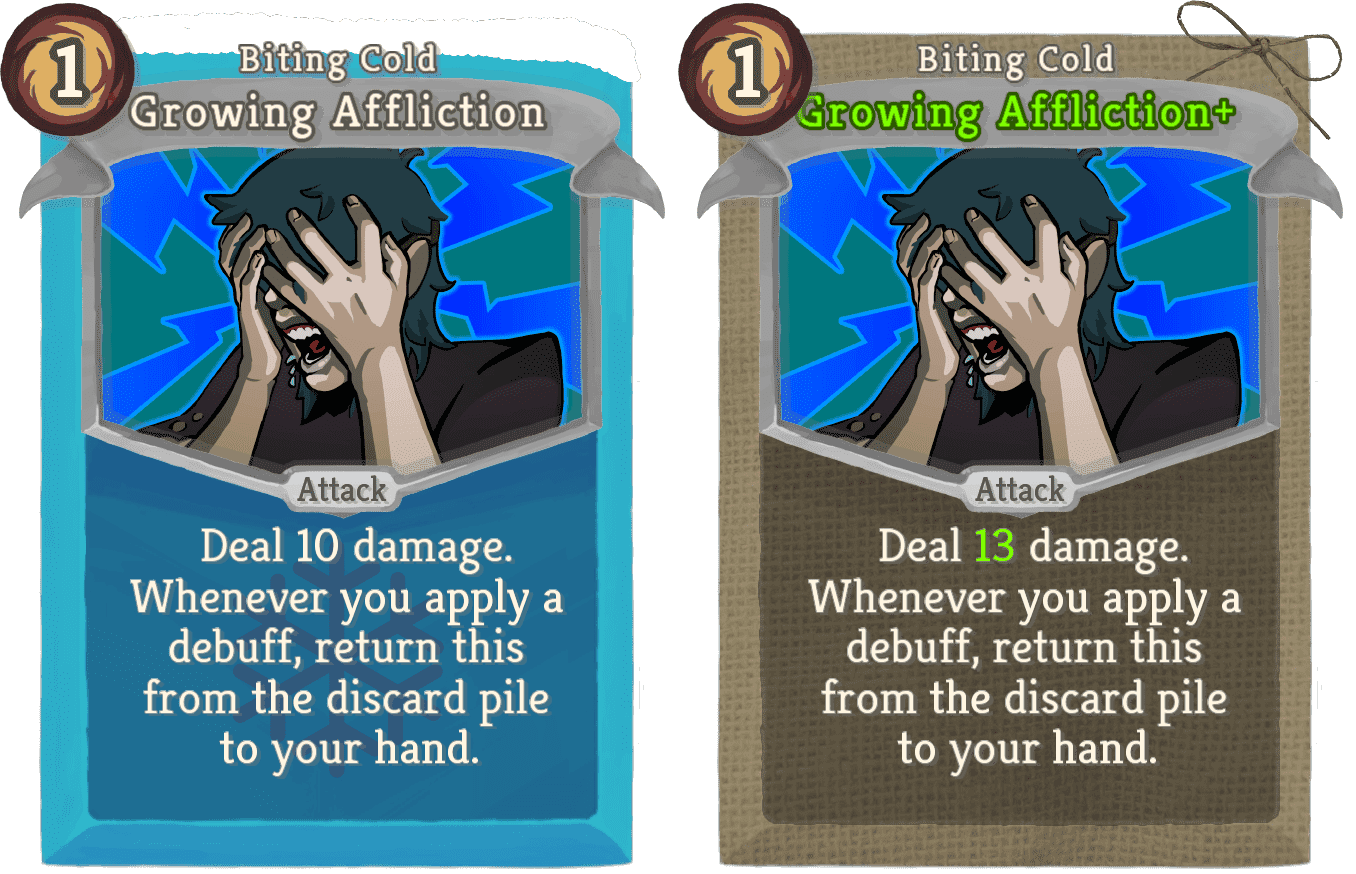 1
Biting Cold
Growing Affliction
Attack
Deal 10 damage.
Whenever you apply a
debuff, return this
from the discard pile
to your hand.
1
Biting Cold
Growing Affliction+
Attack
Deal 13 damage.
Whenever you apply a
debuff, return this
from the discard pile
to your hand.